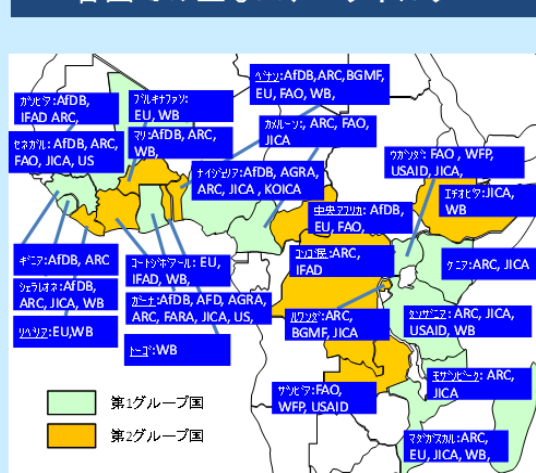 ｶﾞﾝﾋﾞｱ:AfDB,
IFAD ARC,
ｾﾈｶﾞﾙ:AfDB, ARC,
FAO, JICA, US
ﾌﾞﾙｷﾅﾌｧｿ:
EU, WB
ﾏﾘ:AfDB, ARC,
WB,
ﾍﾞﾅﾝ:AfDB,ARC,BGMF,
EU, FAO, WB,
ｶﾒﾙｰﾝ:, ARC, FAO,
JICA
ﾅｲｼﾞｪﾘｱ:AfDB, AGRA,
ARC, JICA , KOICA
ｳｶﾞﾝﾀﾞ: FAO , WFP,
USAID, JICA,
ｴﾁｵﾋﾟｱ:JICA,
WB
中央ｱﾌﾘｶ: AfDB,
EU, FAO,
ｷﾞﾆｱ:AfDB, ARC
ｺｰﾄｼﾞﾎﾞｱｰﾙ: EU,
IFAD, WB,
ｺﾝｺﾞ民:ARC,
IFAD
ｹﾆｱ:ARC, JICA
ｼｪﾗﾚｵﾈ:AfDB,
ARC, JICA, WB
ｶﾞｰﾅ:AfDB, AFD, AGRA,
ARC, FARA, JICA, US,
ﾙﾜﾝﾀﾞ:ARC,
BGMF, JICA
ﾀﾝｻﾞﾆｱ: ARC, JICA,
USAID, WB
ﾘﾍﾞﾘｱ:EU,WB
ﾄｰｺﾞ:WB
ｻﾞﾝﾋﾞｱ:FAO,
WFP, USAID
ﾓｻﾞﾝﾋﾞｰｸ: ARC,
JICA
第1グループ国
第2グループ国
ﾏﾀﾞｶﾞｽｶﾙ:ARC,
EU, JICA, WB,